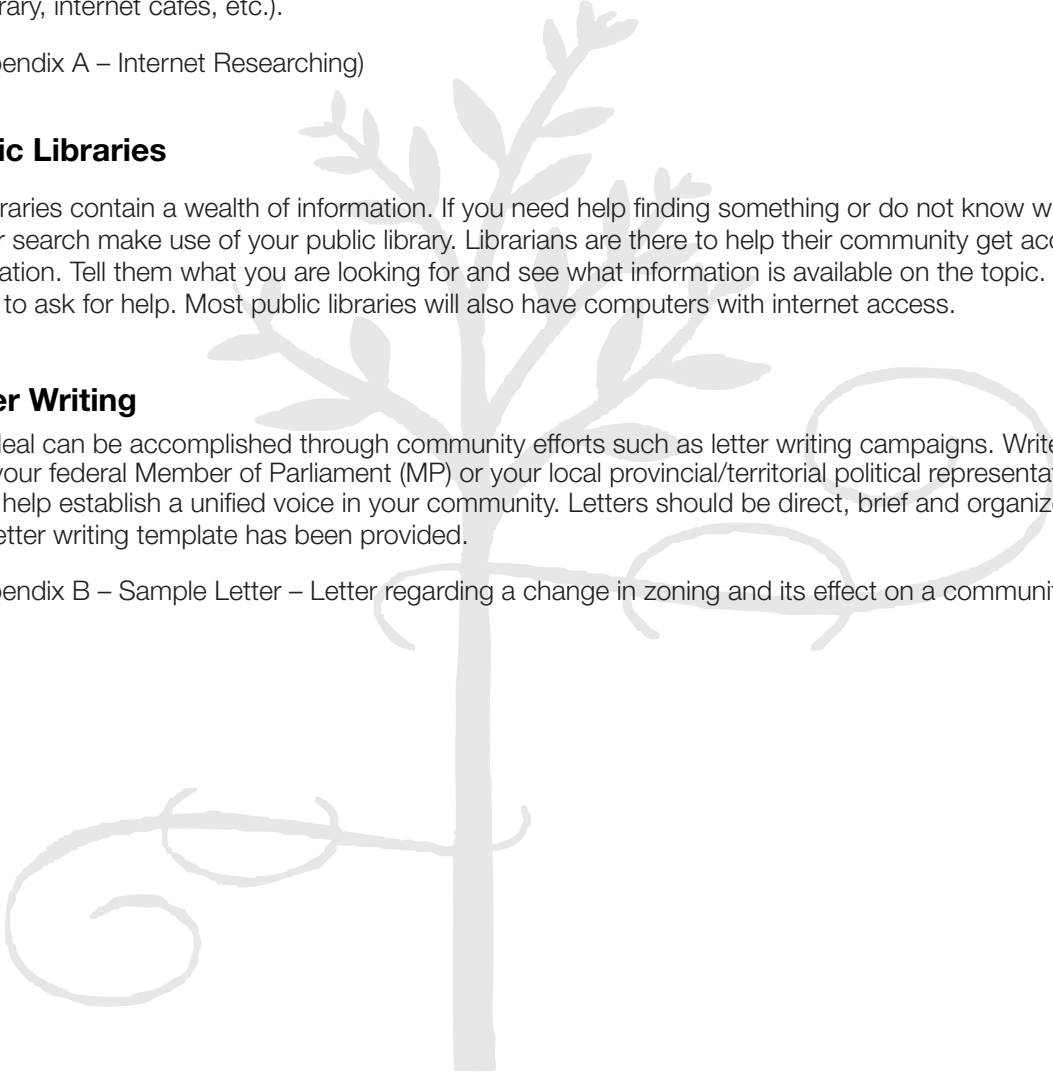 rary, internet cafes, etc.).
endix A – Internet Researching)
ic Libraries
raries contain a wealth of information. If you need help finding something or do not know w
r search make use of your public library. Librarians are there to help their community get acc
ation. Tell them what you are looking for and see what information is available on the topic.
to ask for help. Most public libraries will also have computers with internet access.
er Writing
eal can be accomplished through community efforts such as letter writing campaigns. Write
your federal Member of Parliament (MP) or your local provincial/territorial political representa
help establish a unified voice in your community. Letters should be direct, brief and organize
etter writing template has been provided.
endix B – Sample Letter – Letter regarding a change in zoning and its effect on a communit